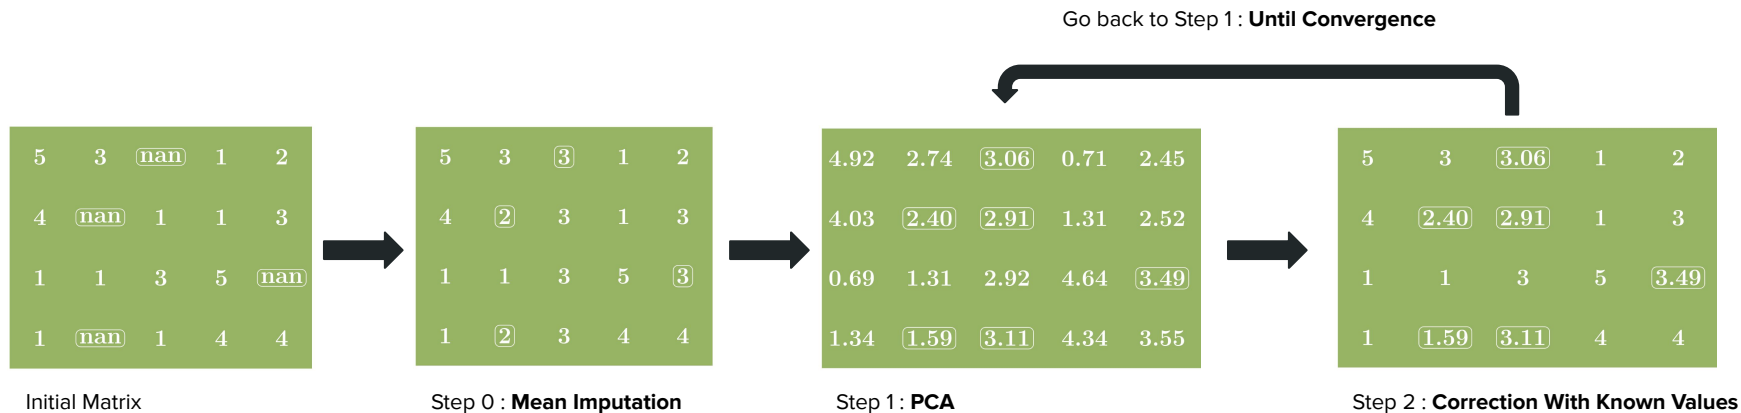 Go back to Step 1 : Until Convergence
5 3 nan 1 2
4 nan 1 1 3
1 1 3 5 nan
1 nan 1 4 4
Initial Matrix
5 3 3 1 2
4 2 3 1 3
1 1 3 5 3
1 2 3 4 4
Step 0 : Mean Imputation
4.92 2.74 3.06 0.71 2.45
4.03 2.40 2.91 1.31 2.52
0.69 1.31 2.92 4.64 3.49
1.34 1.59 3.11 4.34 3.55
Step 1 : PCA
5 3 3.06 1 2
4 2.40 2.91 1 3
1 1 3 5 3.49
1 1.59 3.11 4 4
Step 2 : Correction With Known Values